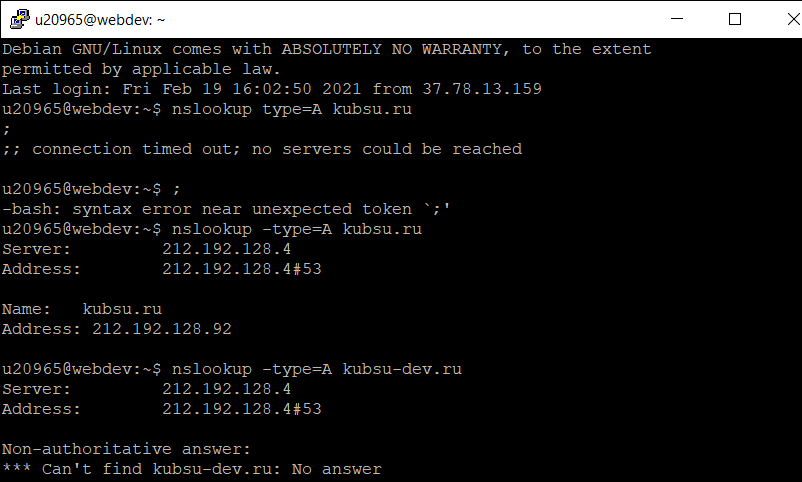 u20965@webdev: ~
Debian GNU/Linux comes with ABSOLUTELY NO WARRANTY, to the extent
permitted by applicable law.
Last login: Fri Feb 19 16:02:50 2021 from 37.78.13.159
u20965@webdev:~$ nslookup type=A kubsu.ru
;
;; connection timed out; no servers could be reached

u20965@webdev:~$ ;
-bash: syntax error near unexpected token `;'
u20965@webdev:~$ nslookup -type=A kubsu.ru
Server:         212.192.128.4
Address:        212.192.128.4#53

Name:   kubsu.ru
Address: 212.192.128.92

u20965@webdev:~$ nslookup -type=A kubsu-dev.ru
Server:         212.192.128.4
Address:        212.192.128.4#53

Non-authoritative answer:
*** Can't find kubsu-dev.ru: No answer